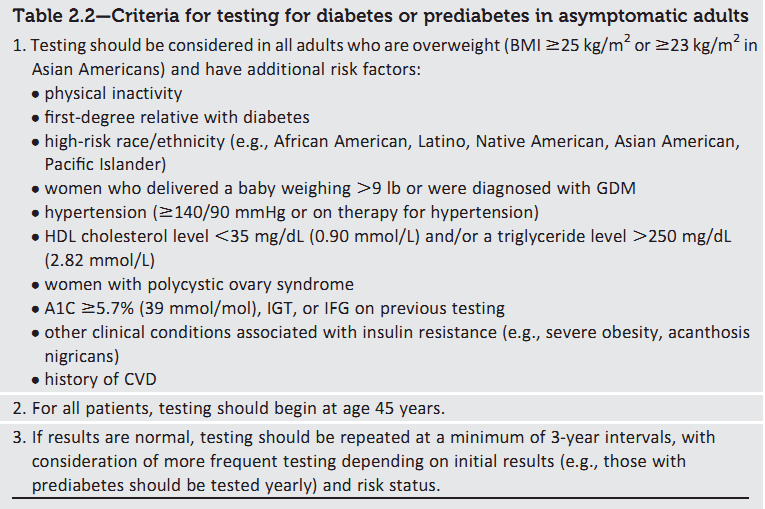 Table 2.2—Criteria for testing for diabetes or prediabetes in asymptomatic adults
1. Testing should be considered in all adults who are overweight (BMI ≥25 kg/m² or ≥23 kg/m² in
Asian Americans) and have additional risk factors:
• physical inactivity
• first-degree relative with diabetes
• high-risk race/ethnicity (e.g., African American, Latino, Native American, Asian American,
Pacific Islander)
• women who delivered a baby weighing >9 lb or were diagnosed with GDM
• hypertension (≥140/90 mmHg or on therapy for hypertension)
• HDL cholesterol level <35 mg/dL (0.90 mmol/L) and/or a triglyceride level >250 mg/dL
(2.82 mmol/L)
• women with polycystic ovary syndrome
• A1C ≥5.7% (39 mmol/mol), IGT, or IFG on previous testing
• other clinical conditions associated with insulin resistance (e.g., severe obesity, acanthosis
nigricans)
• history of CVD
2. For all patients, testing should begin at age 45 years.
3. If results are normal, testing should be repeated at a minimum of 3-year intervals, with
consideration of more frequent testing depending on initial results (e.g., those with
prediabetes should be tested yearly) and risk status.